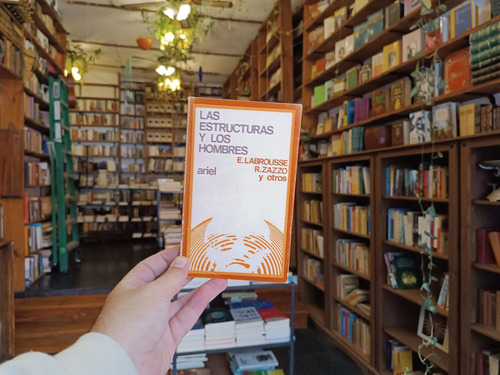 LAS
ESTRUCTURAS
Y LOS
HOMBRES
E. LABROUSSE
R. ZAZZO
y otros
ariel